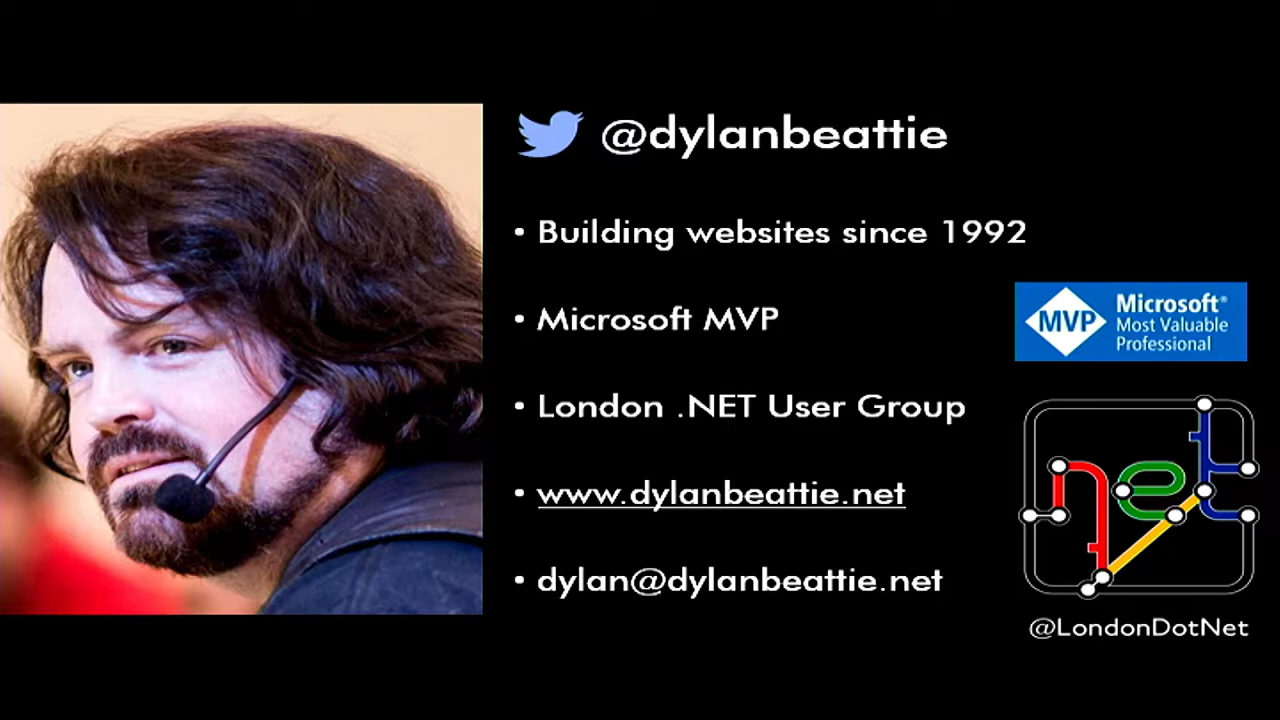 @dylanbeattie
• Building websites since 1992
• Microsoft MVP
MVP
Microsoft®
Most Valuable
Professional
• London .NET User Group
• www.dylanbeattie.net
net
• dylan@dylanbeattie.net
@LondonDotNet